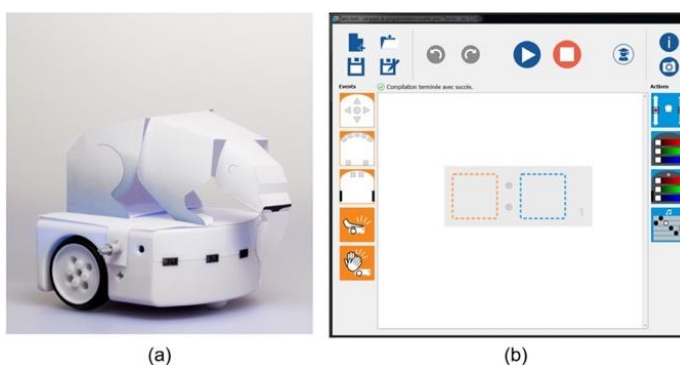 Events
Compilation terminée avec succès.
Actions
1
(a)
(b)